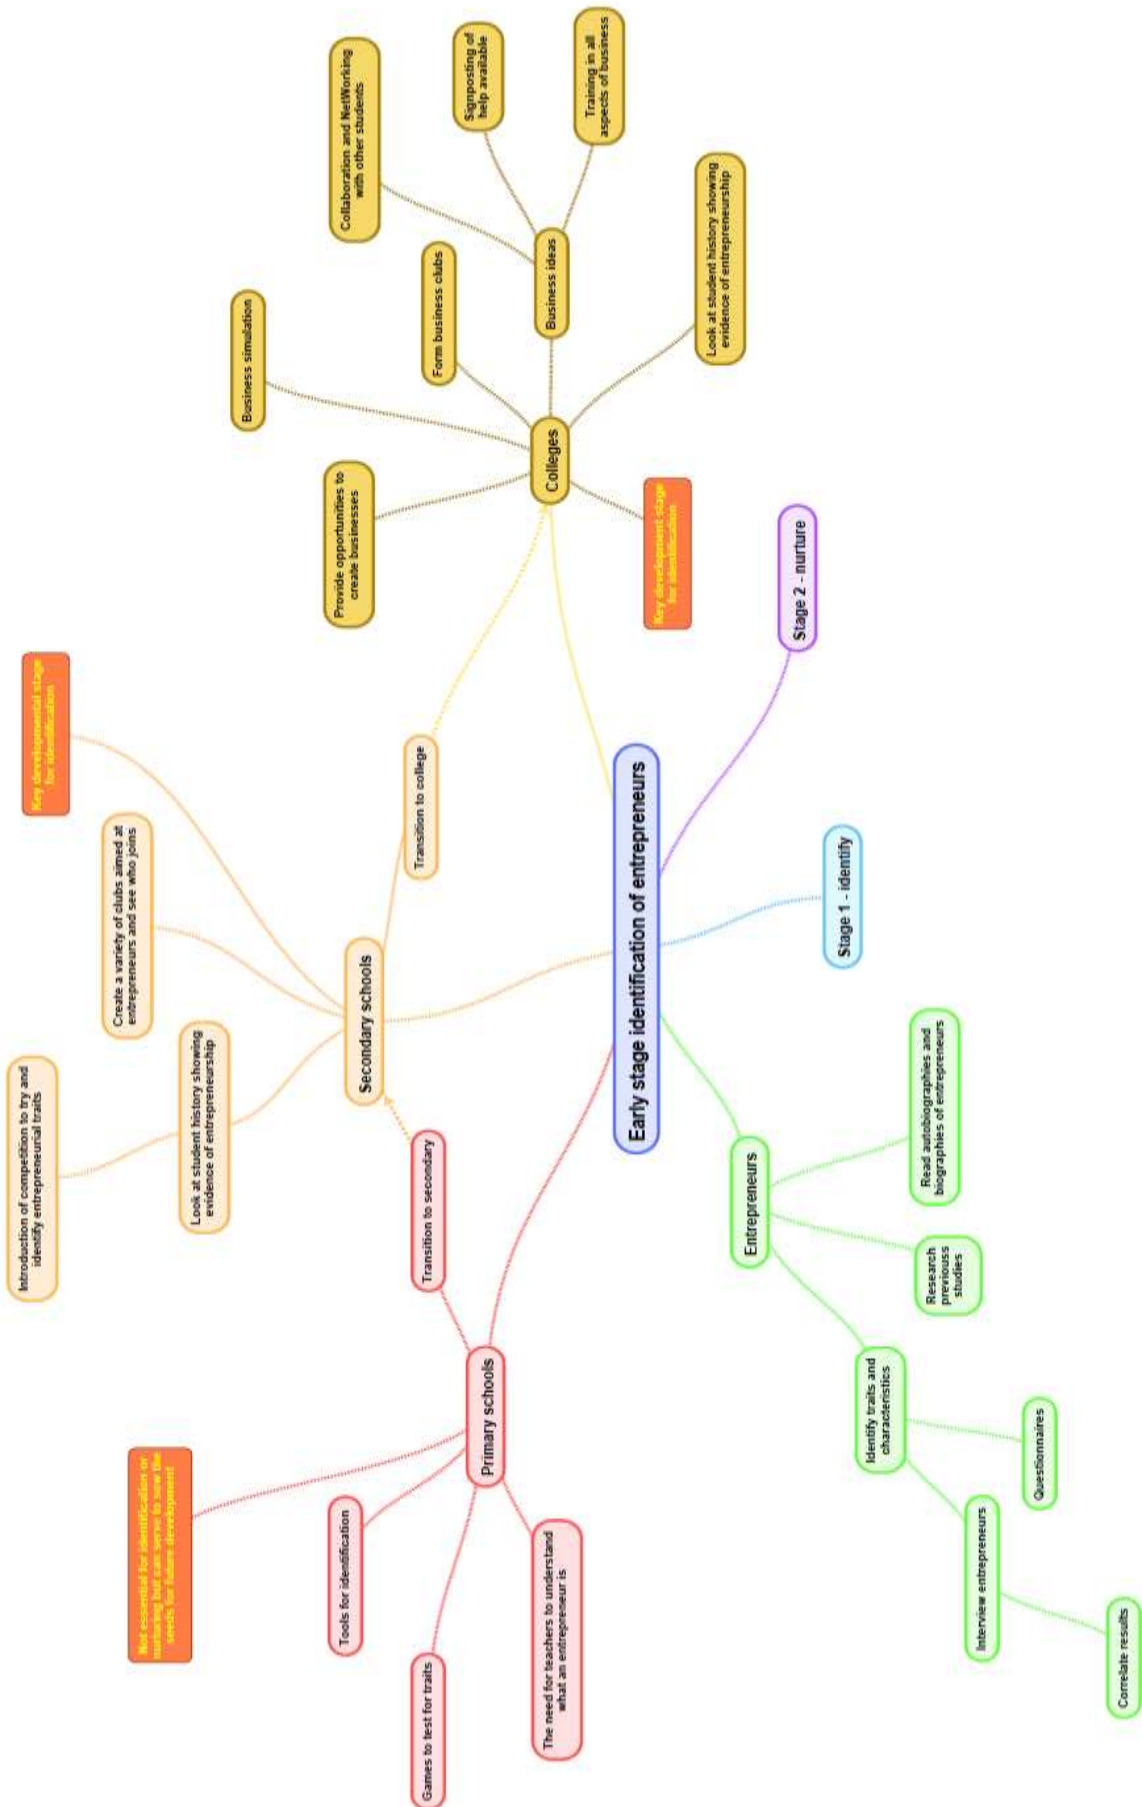 Introduction of competition to try and
identify entrepreneurial traits
Key developmental stage
for identification
Create a variety of clubs aimed at
entrepreneurs and see who joins
Look at student history showing
evidence of entrepreneurship
Secondary schools
Transition to college
Business simulation
Collaboration and NetWorking
with other students
Signposting of
help available
Training in all
aspects of business
Provide opportunities to
create businesses
Form business clubs
Business ideas
Colleges
Look at student history showing
evidence of entrepreneurship
Key development stage
for identification
Not essential for identification or
nurturing but can serve to sow the
seeds for future development
Tools for identification
Games to test for traits
The need for teachers to understand
what an entrepreneur is
Primary schools
Transition to secondary
Early stage identification of entrepreneurs
Stage 2 - nurture
Stage 1 - identify
Entrepreneurs
Read autobiographies and
biographies of entrepreneurs
Research
previouss
studies
Identify traits and
characteristics
Questionnaires
Interview entrepreneurs
Correlate results